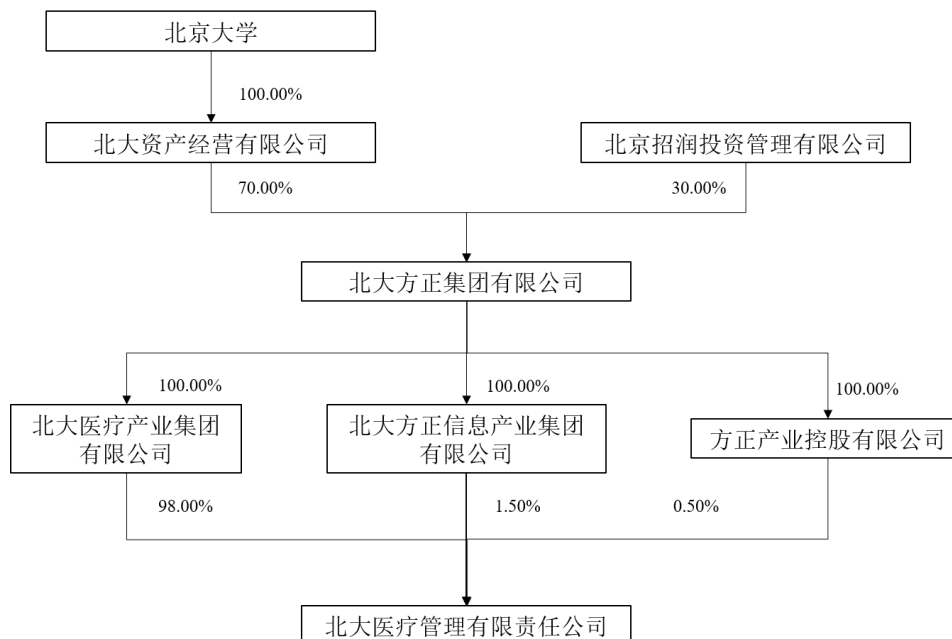 北京大学
100.00%
北大资产经营有限公司
北京招润投资管理有限公司
70.00%
30.00%
北大方正集团有限公司
100.00%
100.00%
100.00%
北大医疗产业集团
有限公司
北大方正信息产业集团
有限公司
方正产业控股有限公司
98.00%
1.50%
0.50%
北大医疗管理有限责任公司